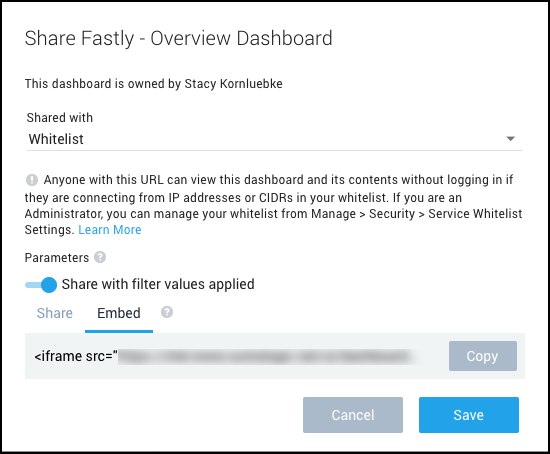 Share Fastly - Overview Dashboard
This dashboard is owned by Stacy Kornluebke
Shared with
Whitelist
! Anyone with this URL can view this dashboard and its contents without logging in if
they are connecting from IP addresses or CIDRs in your whitelist. If you are an
Administrator, you can manage your whitelist from Manage > Security > Service Whitelist
Settings. Learn More
Parameters ?
Share with filter values applied
Share Embed ?
<iframe src=" Copy
Cancel Save